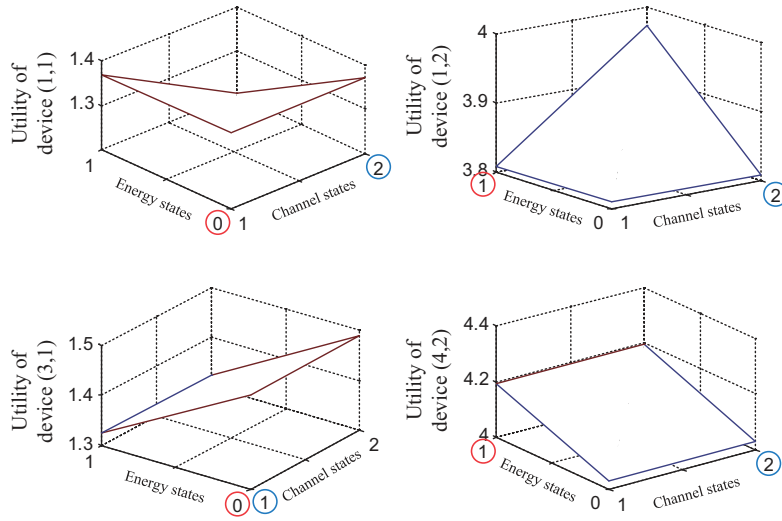 Utility of
device (1,1)
1.4
1.3
1
Energy states
0
1
Channel states
2
Utility of
device (1,2)
4
3.9
3.8
1
Energy states
0
1
Channel states
2
Utility of
device (3,1)
1.5
1.4
1.3
1
Energy states
0
1
Channel states
2
Utility of
device (4,2)
4.4
4.2
4
1
Energy states
0
1
Channel states
2